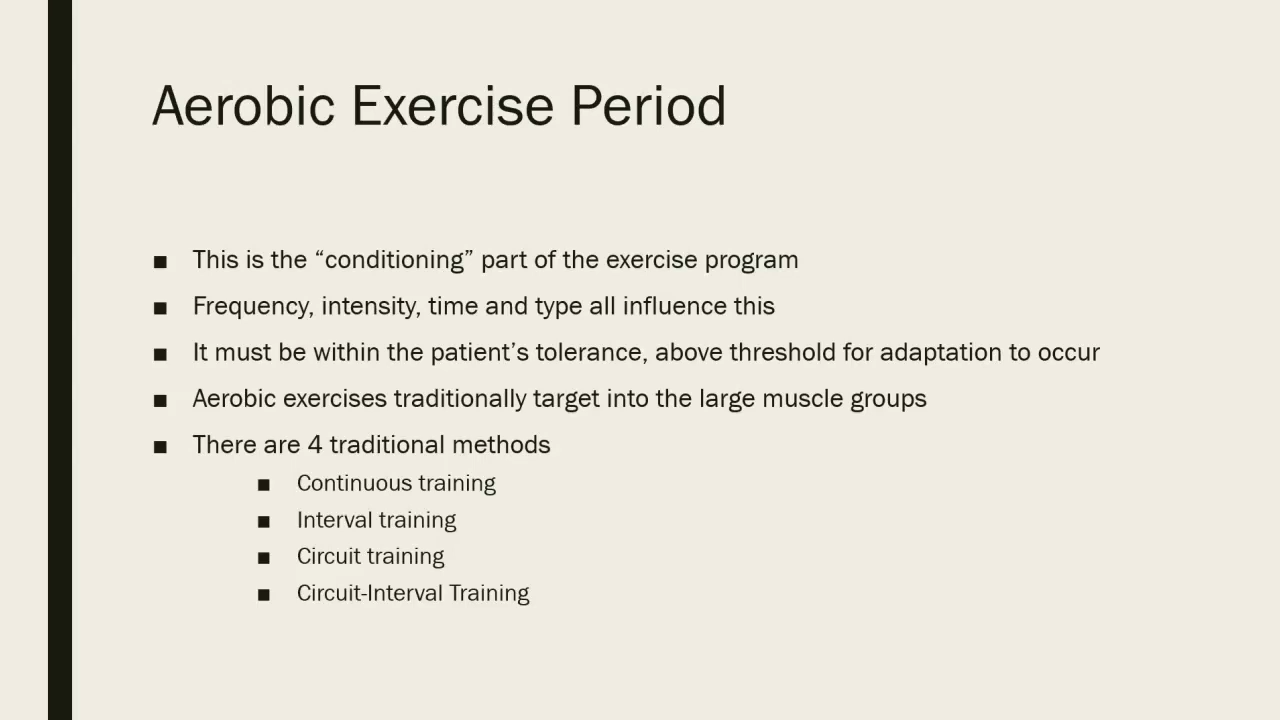 Aerobic Exercise Period
■ This is the “conditioning” part of the exercise program
■ Frequency, intensity, time and type all influence this
■ It must be within the patient’s tolerance, above threshold for adaptation to occur
■ Aerobic exercises traditionally target into the large muscle groups
■ There are 4 traditional methods
■ Continuous training
■ Interval training
■ Circuit training
■ Circuit-Interval Training